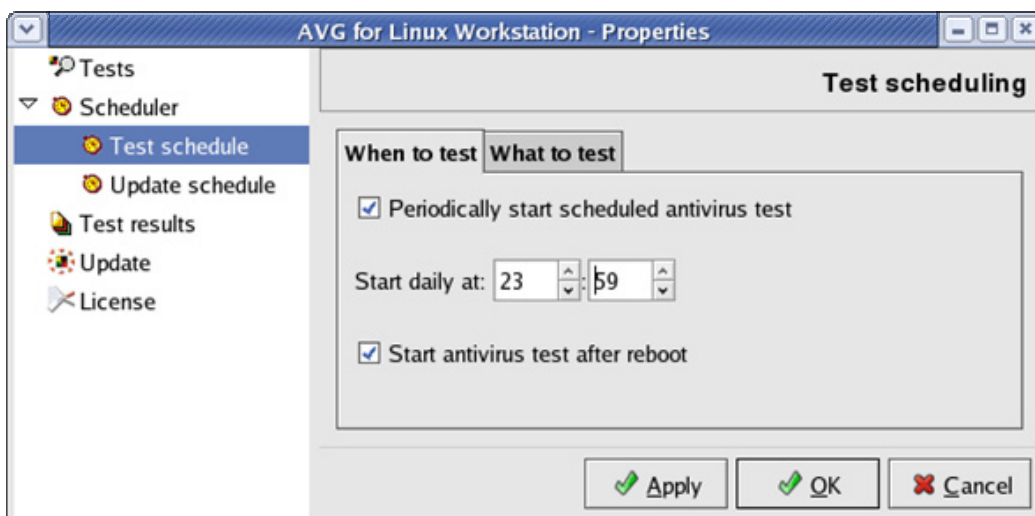 AVG for Linux Workstation - Properties
Tests
Scheduler
Test schedule
Update schedule
Test results
Update
License
Test scheduling
When to test
What to test
Periodically start scheduled antivirus test
Start daily at: 23 : 59
Start antivirus test after reboot
Apply
OK
Cancel